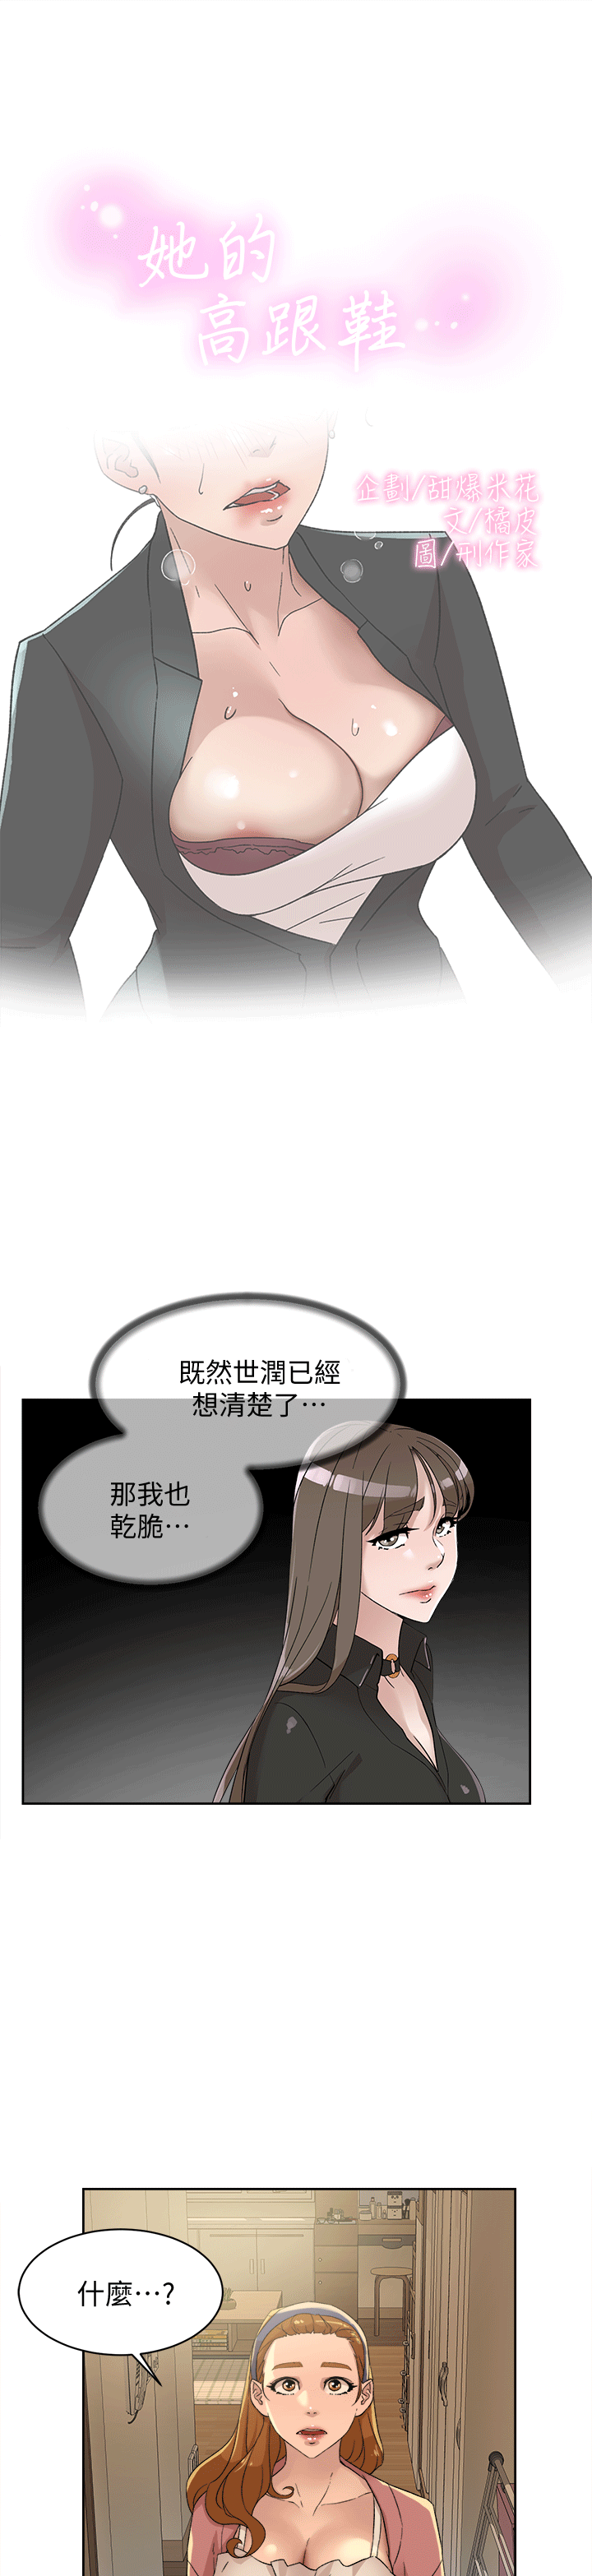 她的
高跟鞋…
企劃/甜爆米花
文/橘皮
圖/刑作家
既然世潤已經
想清楚了…
那我也
乾脆…
什麼…?